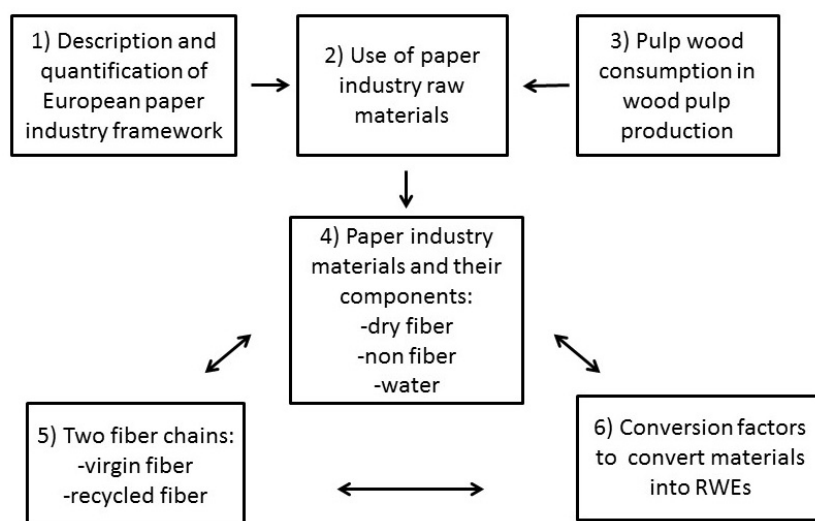 1) Description and
quantification of
European paper
industry framework
2) Use of paper
industry raw
materials
3) Pulp wood
consumption in
wood pulp
production
4) Paper industry
materials and their
components:
-dry fiber
-non fiber
-water
5) Two fiber chains:
-virgin fiber
-recycled fiber
6) Conversion factors
to convert materials
into RWEs